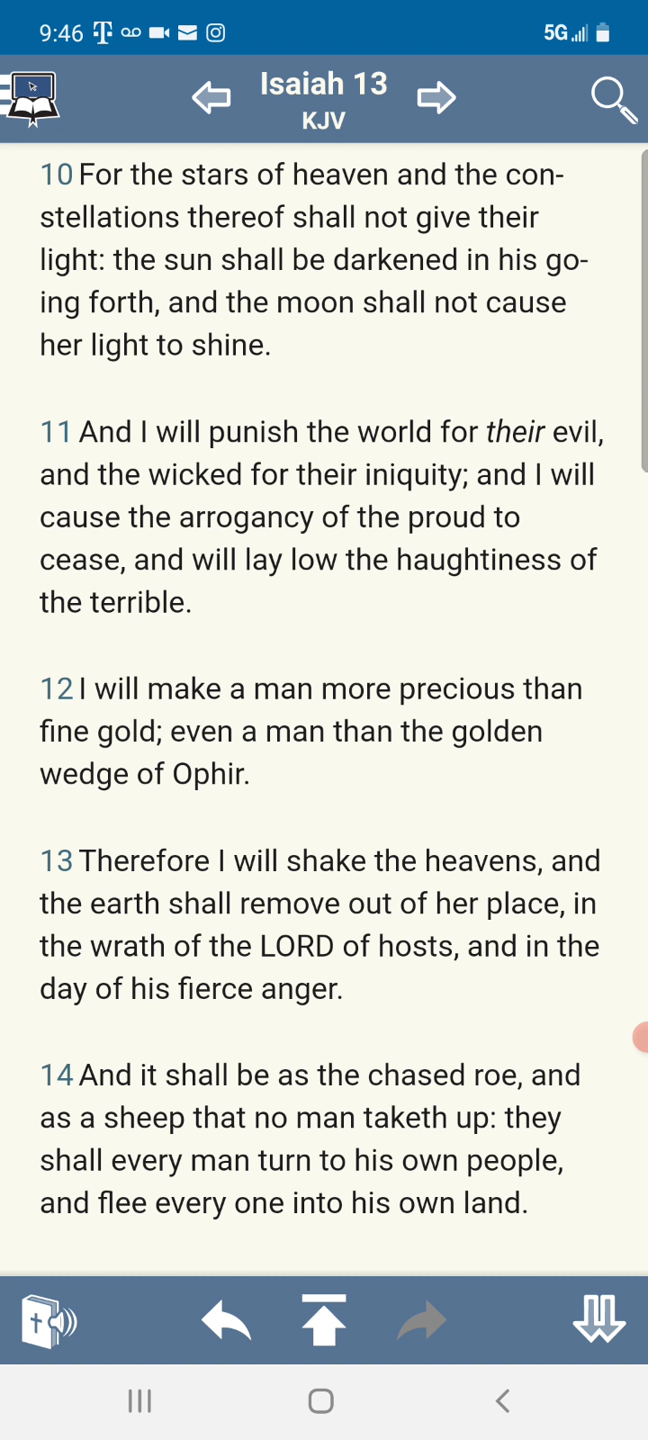 9:46
5G
Isaiah 13
KJV
10 For the stars of heaven and the con-
stellations thereof shall not give their
light: the sun shall be darkened in his go-
ing forth, and the moon shall not cause
her light to shine.
11 And I will punish the world for their evil,
and the wicked for their iniquity; and I will
cause the arrogancy of the proud to
cease, and will lay low the haughtiness of
the terrible.
12 I will make a man more precious than
fine gold; even a man than the golden
wedge of Ophir.
13 Therefore I will shake the heavens, and
the earth shall remove out of her place, in
the wrath of the LORD of hosts, and in the
day of his fierce anger.
14 And it shall be as the chased roe, and
as a sheep that no man taketh up: they
shall every man turn to his own people,
and flee every one into his own land.